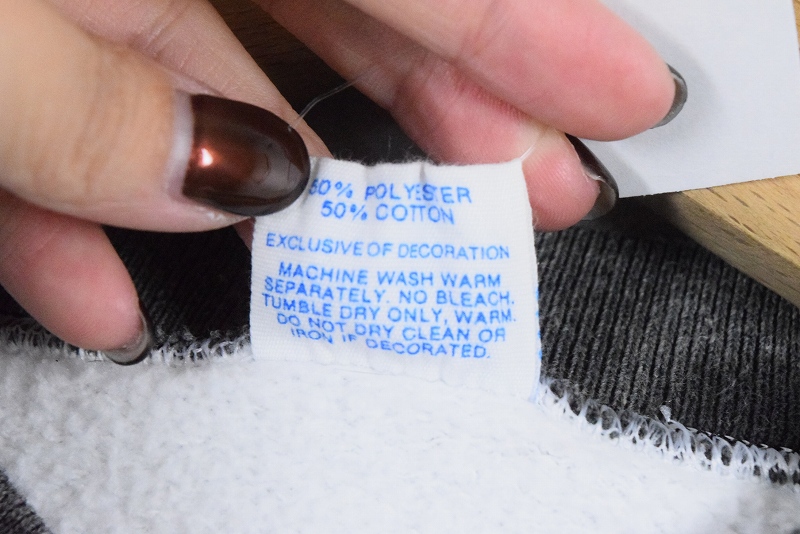 50% POLYESTER
50% COTTON
EXCLUSIVE OF DECORATION
MACHINE WASH WARM
SEPARATELY. NO BLEACH.
TUMBLE DRY ONLY, WARM.
DO NOT DRY CLEAN OR
IRON IF DECORATED.